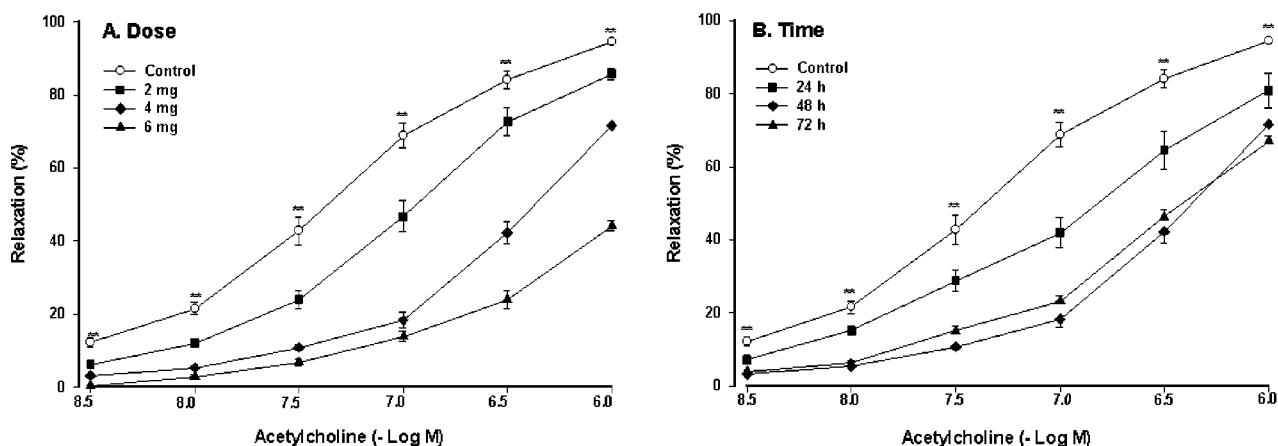 A. Dose
Control
2 mg
4 mg
6 mg
Relaxation (%)
100
80
60
40
20
0
8.5
8.0
7.5
7.0
6.5
6.0
Acetylcholine (- Log M)
**
**
**
**
**
**
B. Time
Control
24 h
48 h
72 h
Relaxation (%)
100
80
60
40
20
0
8.5
8.0
7.5
7.0
6.5
6.0
Acetylcholine (- Log M)
**
**
**
**
**
**